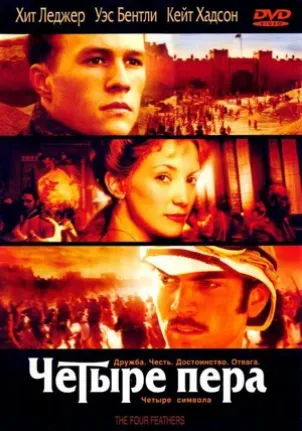 Хит Леджер Уэс Бентли Кейт Хадсон
DVD
VIDEO
Дружба. Честь. Достоинство. Отвага.
Четыре пера
Четыре символа
THE FOUR FEATHERS